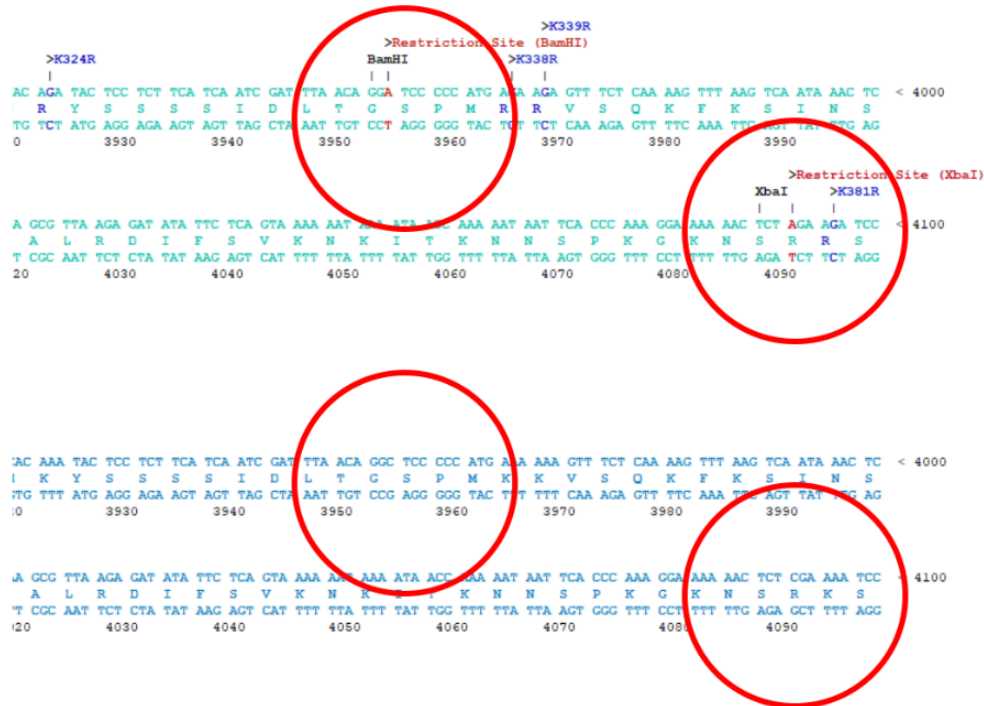 >K339R
>Restriction Site (BamHI)
>K324R BamHI >K338R
AC AGA TAC TCC TCT TCA TCA ATC GAT TTA ACA GGA TCC CCC ATG AGA AGA GTT TCT CAA AAG TTT AAG TCA ATA AAC TC < 4000
R Y S S S S I D L T G S P M R R V S Q K F K S I N S
TG TCT ATG AGG AGA AGT AGT TAG CTA AAT TGT CCT AGG GGG TAC TCT TCT CAA AGA GTT TTC AAA TTC AGT TAT TTG AG
0 3930 3940 3950 3960 3970 3980 3990
>Restriction Site (XbaI)
XbaI >K381R
A GCG TTA AGA GAT ATA TTC TCA GTA AAA AAT AAA ATA ACC AAA AAT AAT TCA CCC AAA GGA AAA AAC TCT AGA AGA TCC < 4100
A L R D I F S V K N K I T K N N S P K G K N S R R S
T CGC AAT TCT CTA TAT AAG AGT CAT TTT TTA TTT TAT TGG TTT TTA TTA AGT GGG TTT CCT TTT TTG AGA TCT TCT AGG
20 4030 4040 4050 4060 4070 4080 4090
AC AAA TAC TCC TCT TCA TCA ATC GAT TTA ACA GGC TCC CCC ATG AAA AAA GTT TCT CAA AAG TTT AAG TCA ATA AAC TC < 4000
K Y S S S S I D L T G S P M K K V S Q K F K S I N S
TG TTT ATG AGG AGA AGT AGT TAG CTA AAT TGT CCG AGG GGG TAC TTT TTT CAA AGA GTT TTC AAA TTC AGT TAT TTG AG
3930 3940 3950 3960 3970 3980 3990
A GCG TTA AGA GAT ATA TTC TCA GTA AAA AAT AAA ATA ACC AAA AAT AAT TCA CCC AAA GGA AAA AAC TCT CGA AAA TCC < 4100
A L R D I F S V K N K I T K N N S P K G K N S R K S
T CGC AAT TCT CTA TAT AAG AGT CAT TTT TTA TTT TAT TGG TTT TTA TTA AGT GGG TTT CCT TTT TTG AGA GCT TTT AGG
20 4030 4040 4050 4060 4070 4080 4090